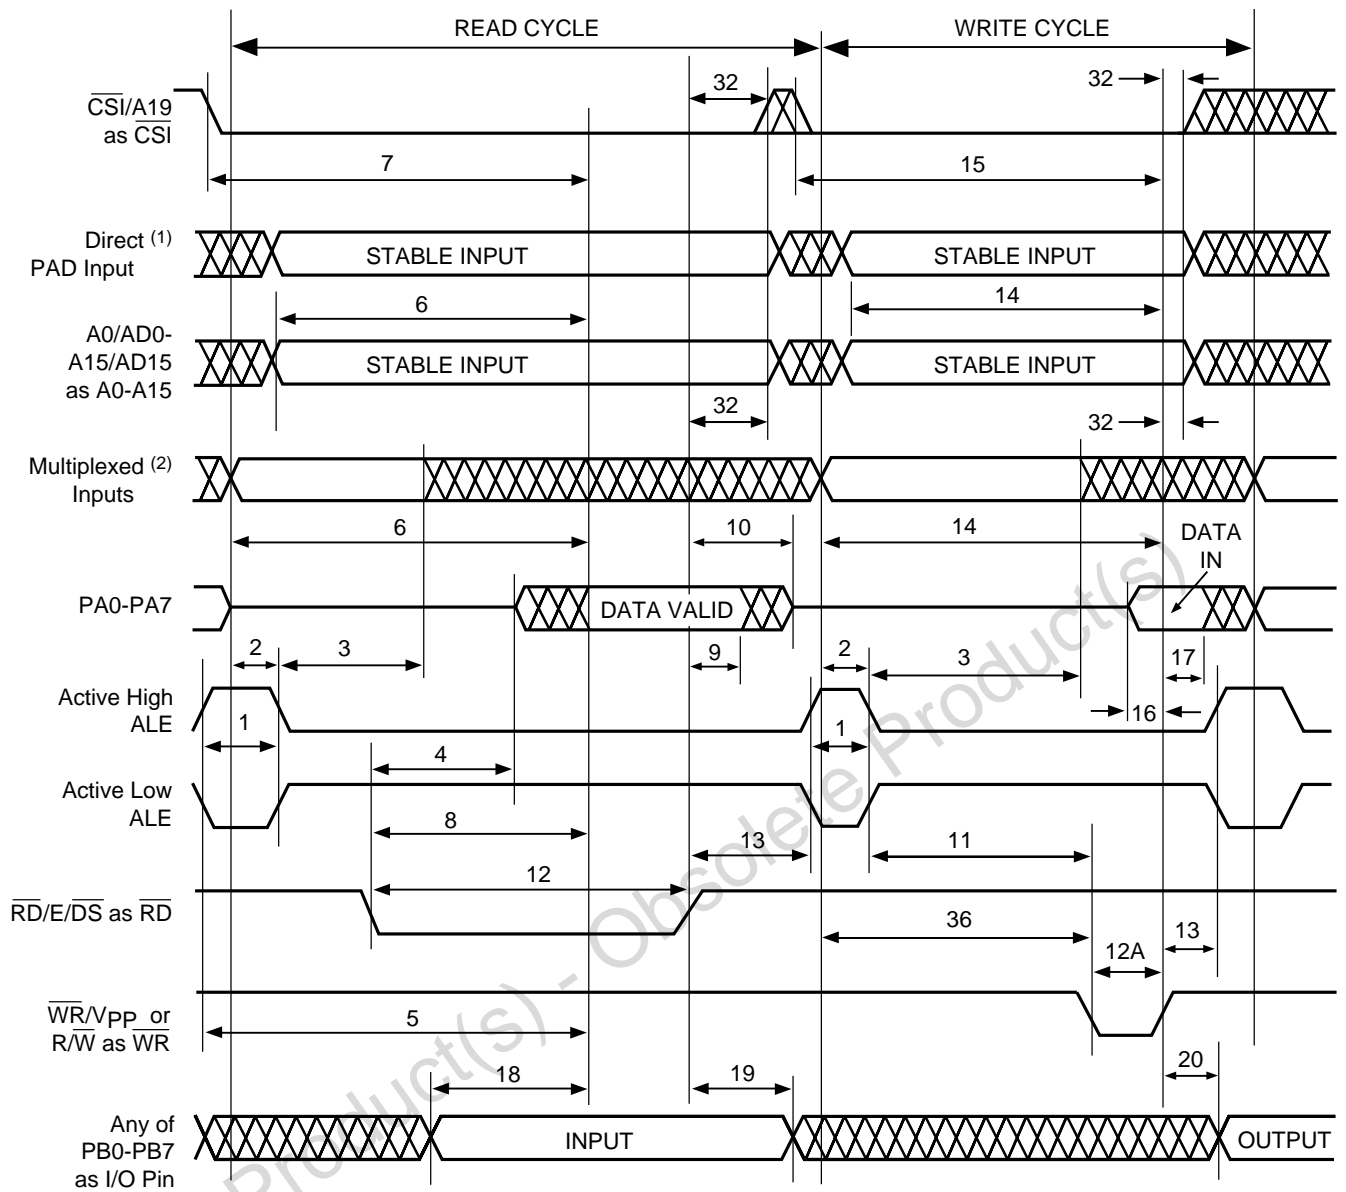 READ CYCLE
WRITE CYCLE
32
32
CSI/A19
as CSI
7
15
Direct (1)
PAD Input
STABLE INPUT
STABLE INPUT
6
14
A0/AD0-
A15/AD15
as A0-A15
STABLE INPUT
STABLE INPUT
32
32
Multiplexed (2)
Inputs
6
10
14
DATA
IN
PA0-PA7
DATA VALID
2
3
9
2
3
17
Active High
ALE
1
1
16
4
Active Low
ALE
8
13
11
12
RD/E/DS as RD
36
13
12A
WR/VPP or
R/W as WR
5
18
19
20
Any of
PB0-PB7
as I/O Pin
INPUT
OUTPUT
Product(s) - Obsolete Product(s)